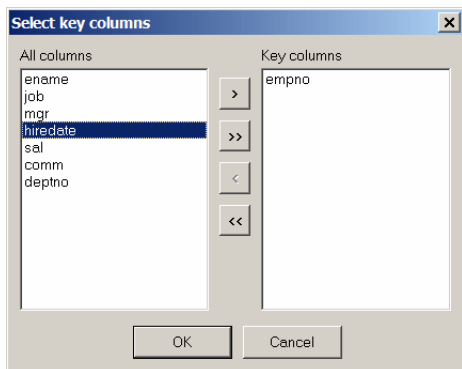 Select key columns
All columns
Key columns
ename
job
mgr
hiredate
sal
comm
deptno
>
>>
<
<<
empno
OK
Cancel